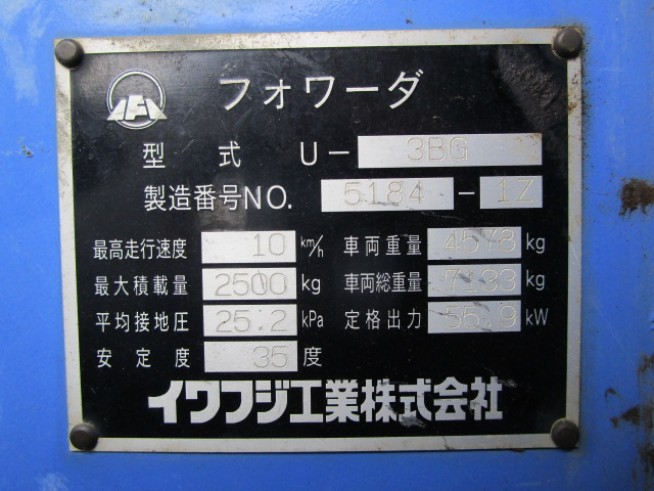 フォワーダ
型式 U-3BG
製造番号NO. 5184-1Z
最高走行速度 10 km/h 車両重量 4578 kg
最大積載量 2500 kg 車両総重量 7133 kg
平均接地圧 25.2 kPa 定格出力 55.9 kW
安定度 35 度
イワフジ工業株式会社